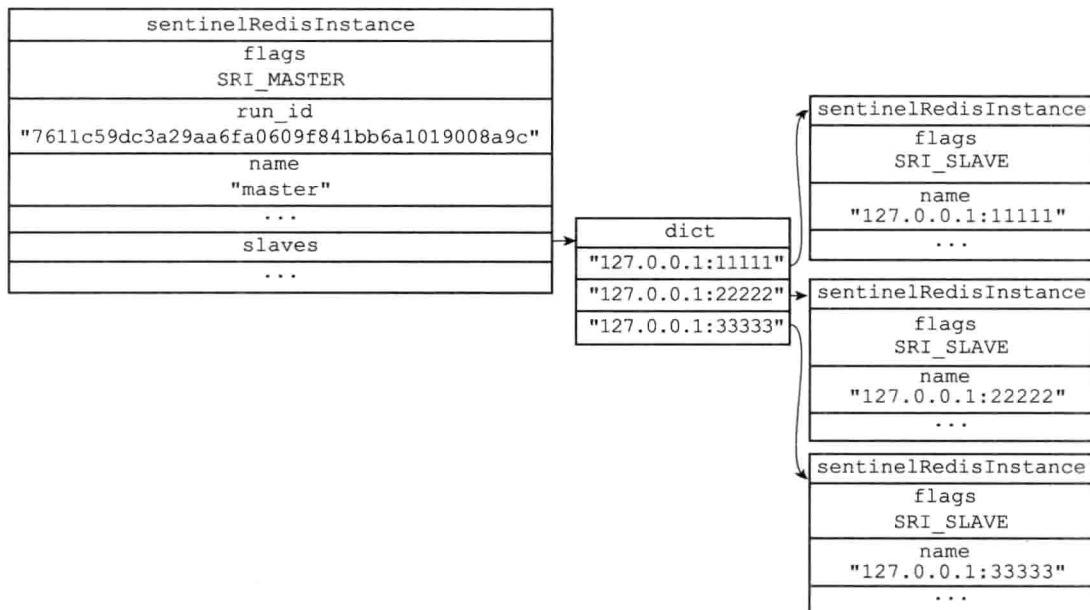 sentinelRedisInstance
flags
SRI_MASTER
run_id
"7611c59dc3a29aa6fa0609f841bb6a1019008a9c"
name
"master"
...
slaves
...
dict
"127.0.0.1:11111"
"127.0.0.1:22222"
"127.0.0.1:33333"
sentinelRedisInstance
flags
SRI_SLAVE
name
"127.0.0.1:11111"
...
sentinelRedisInstance
flags
SRI_SLAVE
name
"127.0.0.1:22222"
...
sentinelRedisInstance
flags
SRI_SLAVE
name
"127.0.0.1:33333"
...